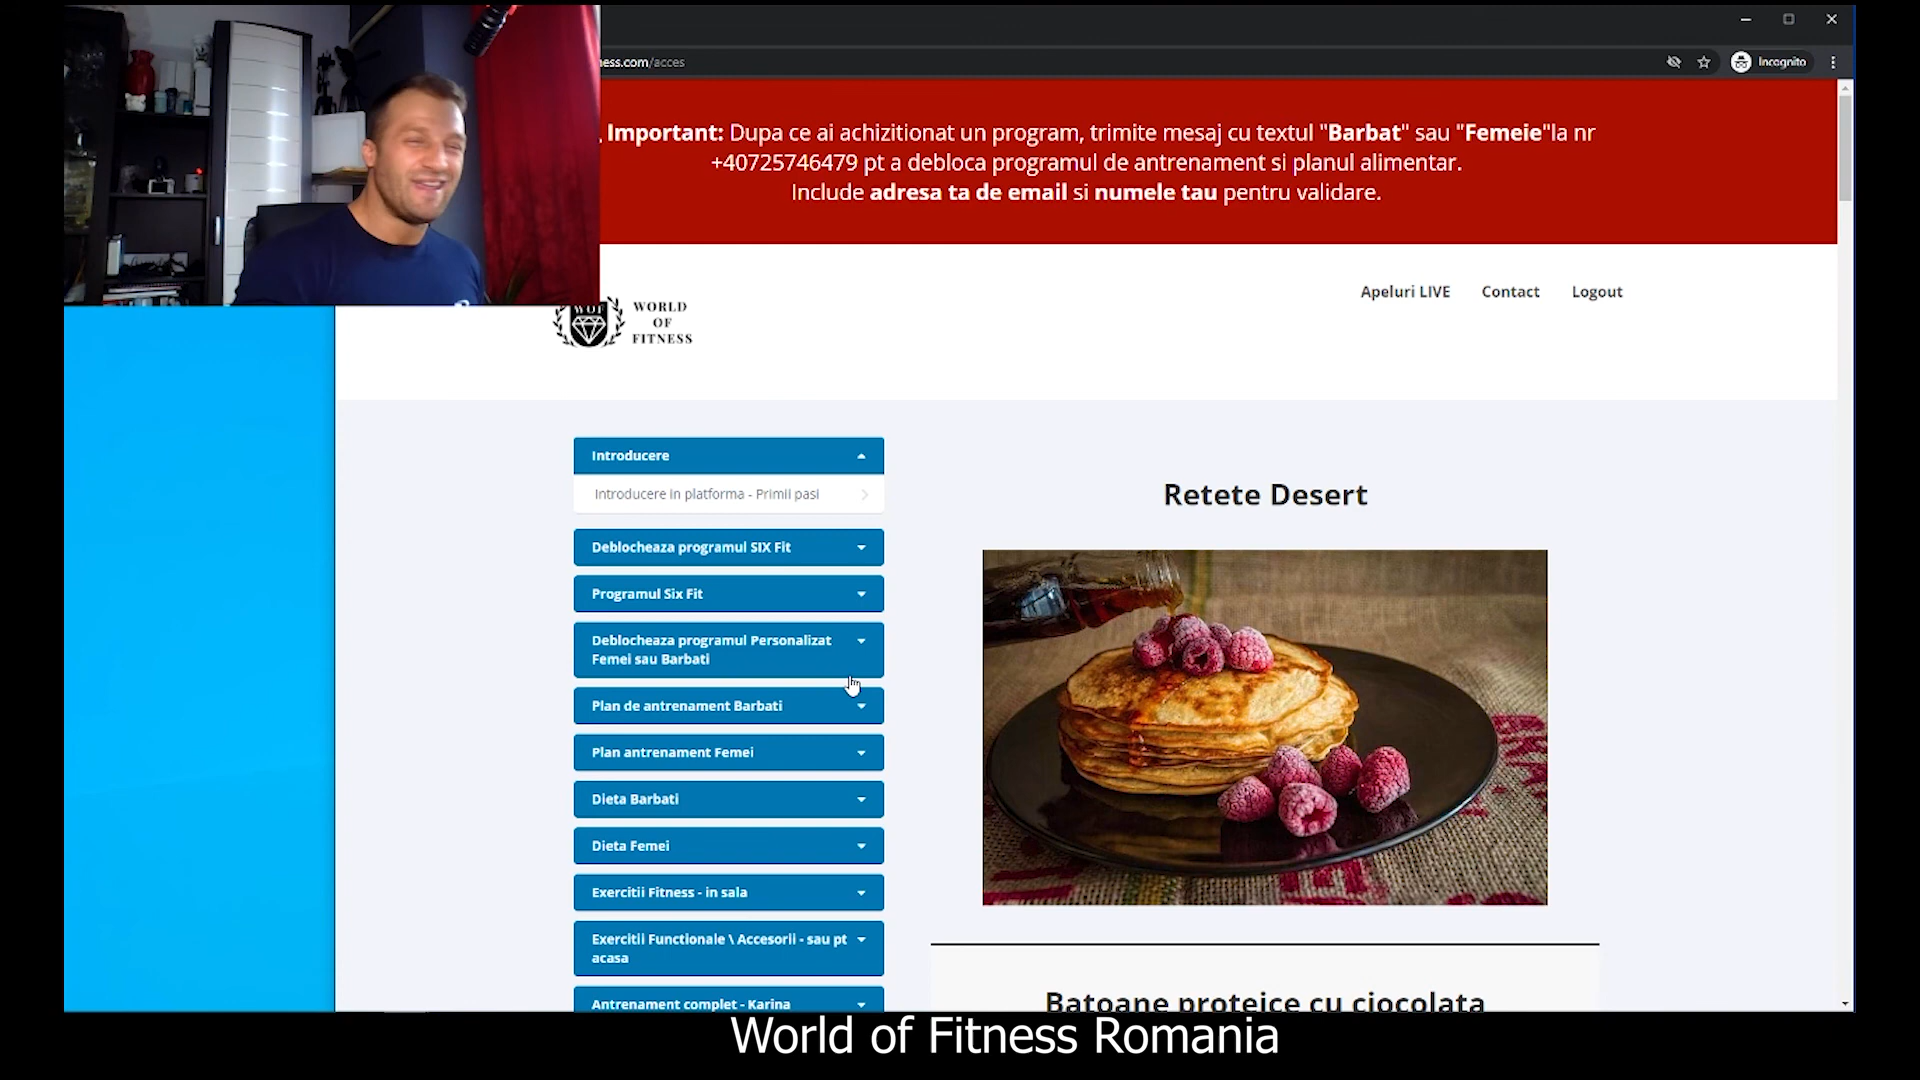 ness.com/acces
Incognito
Important: Dupa ce ai achizitionat un program, trimite mesaj cu textul "Barbat" sau "Femeie"la nr
+40725746479 pt a debloca programul de antrenament si planul alimentar.
Include adresa ta de email si numele tau pentru validare.
WOF
WORLD
OF
FITNESS
Apeluri LIVE
Contact
Logout
Introducere
Introducere in platforma - Primii pasi
Deblocheaza programul SIX Fit
Programul Six Fit
Deblocheaza programul Personalizat
Femei sau Barbati
Plan de antrenament Barbati
Plan antrenament Femei
Dieta Barbati
Dieta Femei
Exercitii Fitness - in sala
Exercitii Functionale \ Accesorii - sau pt
acasa
Antrenament complet - Karina
Retete Desert
Batoane proteice cu ciocolata
World of Fitness Romania